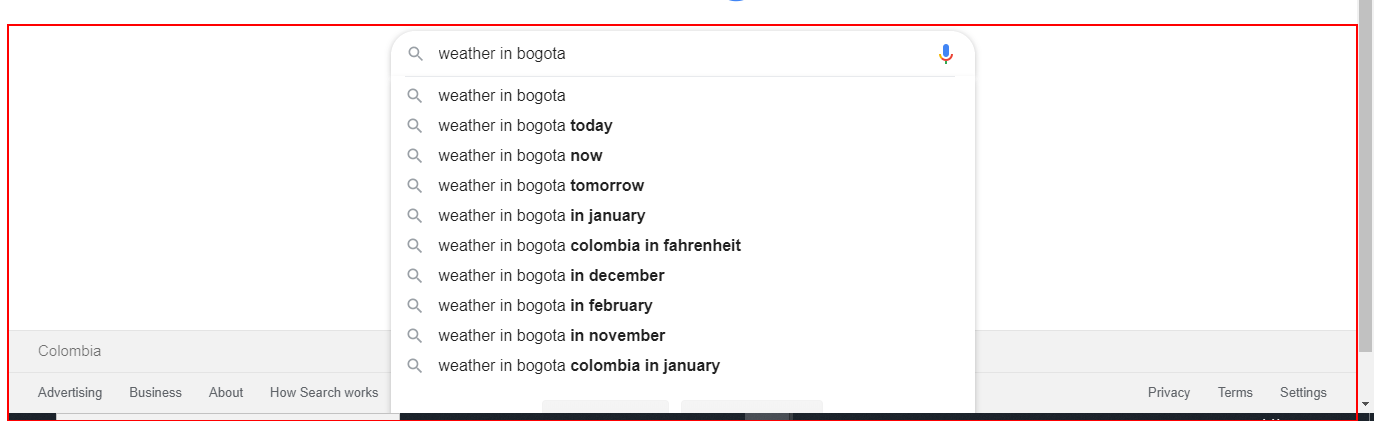 weather in bogota
weather in bogota
weather in bogota today
weather in bogota now
weather in bogota tomorrow
weather in bogota in january
weather in bogota colombia in fahrenheit
weather in bogota in december
weather in bogota in february
weather in bogota in november
weather in bogota colombia in january
Colombia
Advertising Business About How Search works Privacy Terms Settings